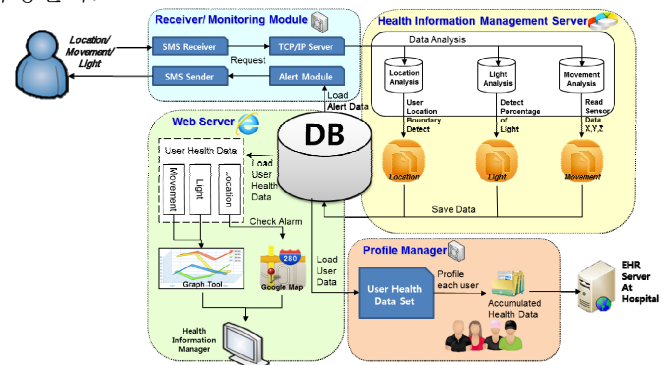 Receiver/ Monitoring Module
Health Information Management Server
Location/
Movement/
Light
SMS Receiver
TCP/IP Server
Request
SMS Sender
Alert Module
Data Analysis
Location
Analysis
Light
Analysis
Movement
Analysis
Load
Alert Data
User
Location
Boundary
Detect
Detect
Percentage
of
Light
Read
Sensor
Data
X,Y,Z
Web Server
DB
User Health Data
Movement
Light
Location
Load
User
Health
Data
Location
Light
Movement
Save Data
Check Alarm
280
Graph Tool
Google Map
Load
User
Data
Health
Information
Manager
Profile Manager
User Health
Data Set
Profile
each user
Accumulated
Health Data
EHR
Server
At
Hospital